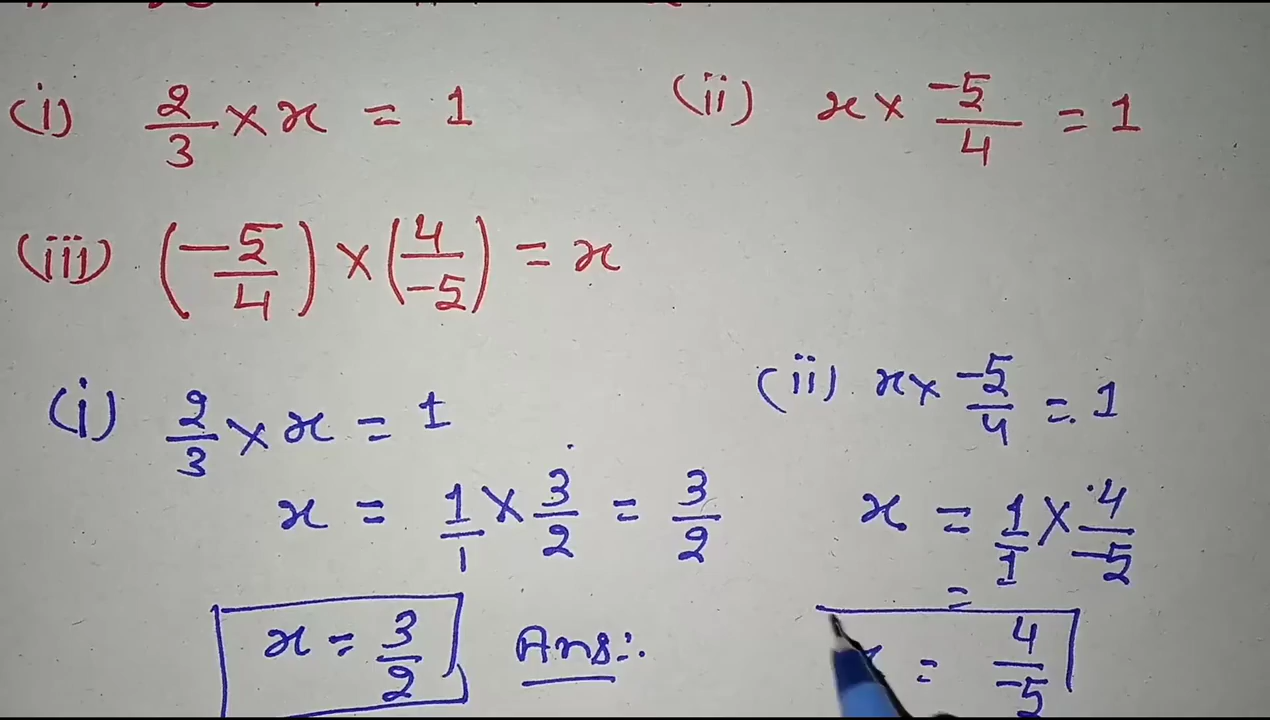 (i) 2/3 × x = 1
(ii) x × -5/4 = 1
(iii) (-5/4) × (4/-5) = x
(i) 2/3 × x = 1
x = 1/1 × 3/2 = 3/2
x = 3/2 Ans:.
(ii) x × -5/4 = 1
x = 1/1 × 4/-5
=
x = 4/-5